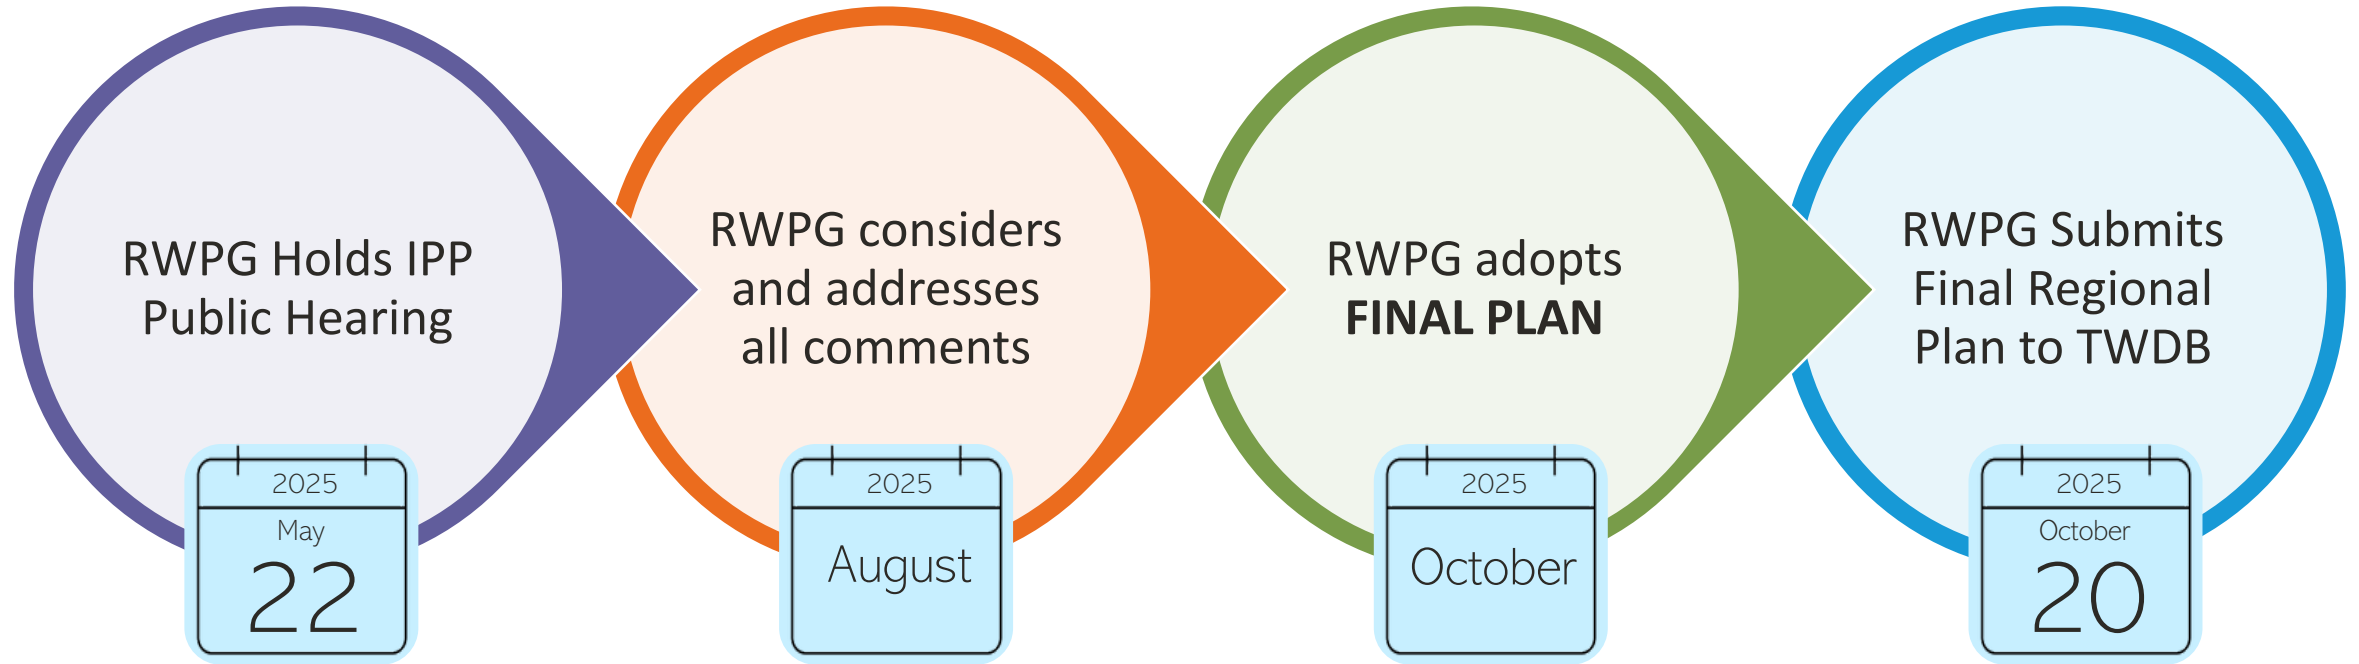 RWPG Holds IPP
Public Hearing
2025
May
22
RWPG considers
and addresses
all comments
2025
August
RWPG adopts
FINAL PLAN
2025
October
RWPG Submits
Final Regional
Plan to TWDB
2025
October
20